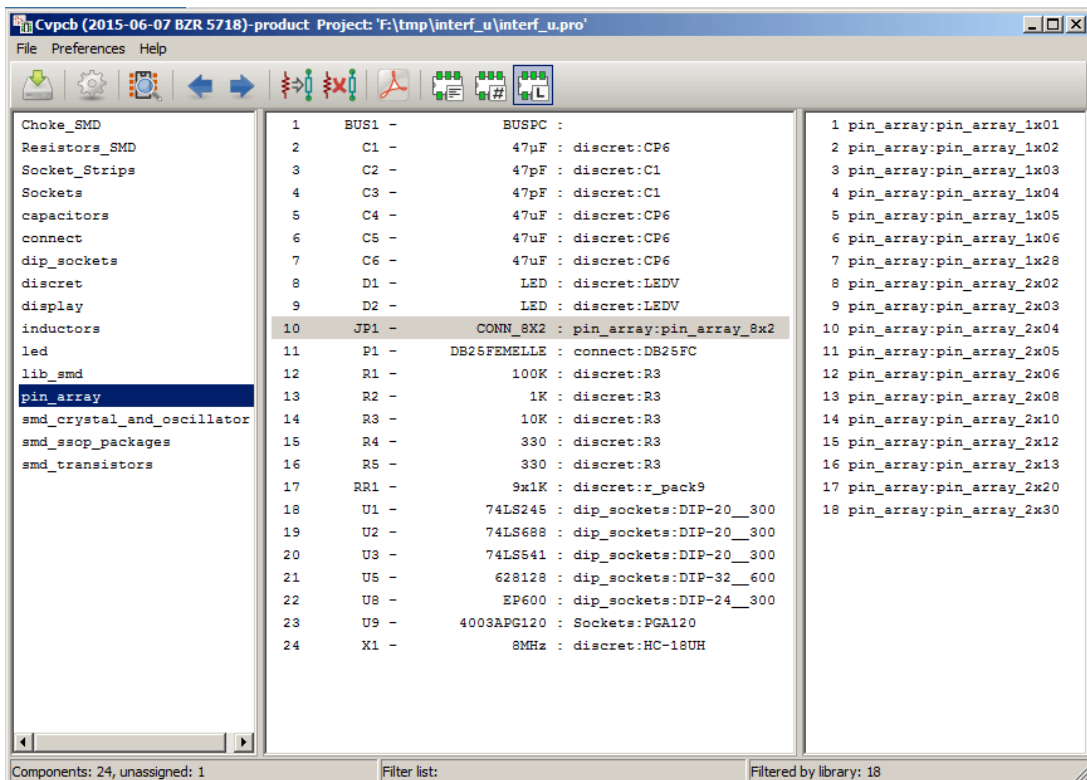 Cvpcb (2015-06-07 BZR 5718)-product Project: 'F:\tmp\interf_u\interf_u.pro'
File Preferences Help
#
L
Choke_SMD
Resistors_SMD
Socket_Strips
Sockets
capacitors
connect
dip_sockets
discret
display
inductors
led
lib_smd
pin_array
smd_crystal_and_oscillator
smd_ssop_packages
smd_transistors
1 BUS1 - BUSPC :
2 C1 - 47µF : discret:CP6
3 C2 - 47pF : discret:C1
4 C3 - 47pF : discret:C1
5 C4 - 47uF : discret:CP6
6 C5 - 47uF : discret:CP6
7 C6 - 47uF : discret:CP6
8 D1 - LED : discret:LEDV
9 D2 - LED : discret:LEDV
10 JP1 - CONN_8X2 : pin_array:pin_array_8x2
11 P1 - DB25FEMELLE : connect:DB25FC
12 R1 - 100K : discret:R3
13 R2 - 1K : discret:R3
14 R3 - 10K : discret:R3
15 R4 - 330 : discret:R3
16 R5 - 330 : discret:R3
17 RR1 - 9x1K : discret:r_pack9
18 U1 - 74LS245 : dip_sockets:DIP-20__300
19 U2 - 74LS688 : dip_sockets:DIP-20__300
20 U3 - 74LS541 : dip_sockets:DIP-20__300
21 U5 - 628128 : dip_sockets:DIP-32__600
22 U8 - EP600 : dip_sockets:DIP-24__300
23 U9 - 4003APG120 : Sockets:PGA120
24 X1 - 8MHz : discret:HC-18UH
1 pin_array:pin_array_1x01
2 pin_array:pin_array_1x02
3 pin_array:pin_array_1x03
4 pin_array:pin_array_1x04
5 pin_array:pin_array_1x05
6 pin_array:pin_array_1x06
7 pin_array:pin_array_1x28
8 pin_array:pin_array_2x02
9 pin_array:pin_array_2x03
10 pin_array:pin_array_2x04
11 pin_array:pin_array_2x05
12 pin_array:pin_array_2x06
13 pin_array:pin_array_2x08
14 pin_array:pin_array_2x10
15 pin_array:pin_array_2x12
16 pin_array:pin_array_2x13
17 pin_array:pin_array_2x20
18 pin_array:pin_array_2x30
Components: 24, unassigned: 1
Filter list:
Filtered by library: 18